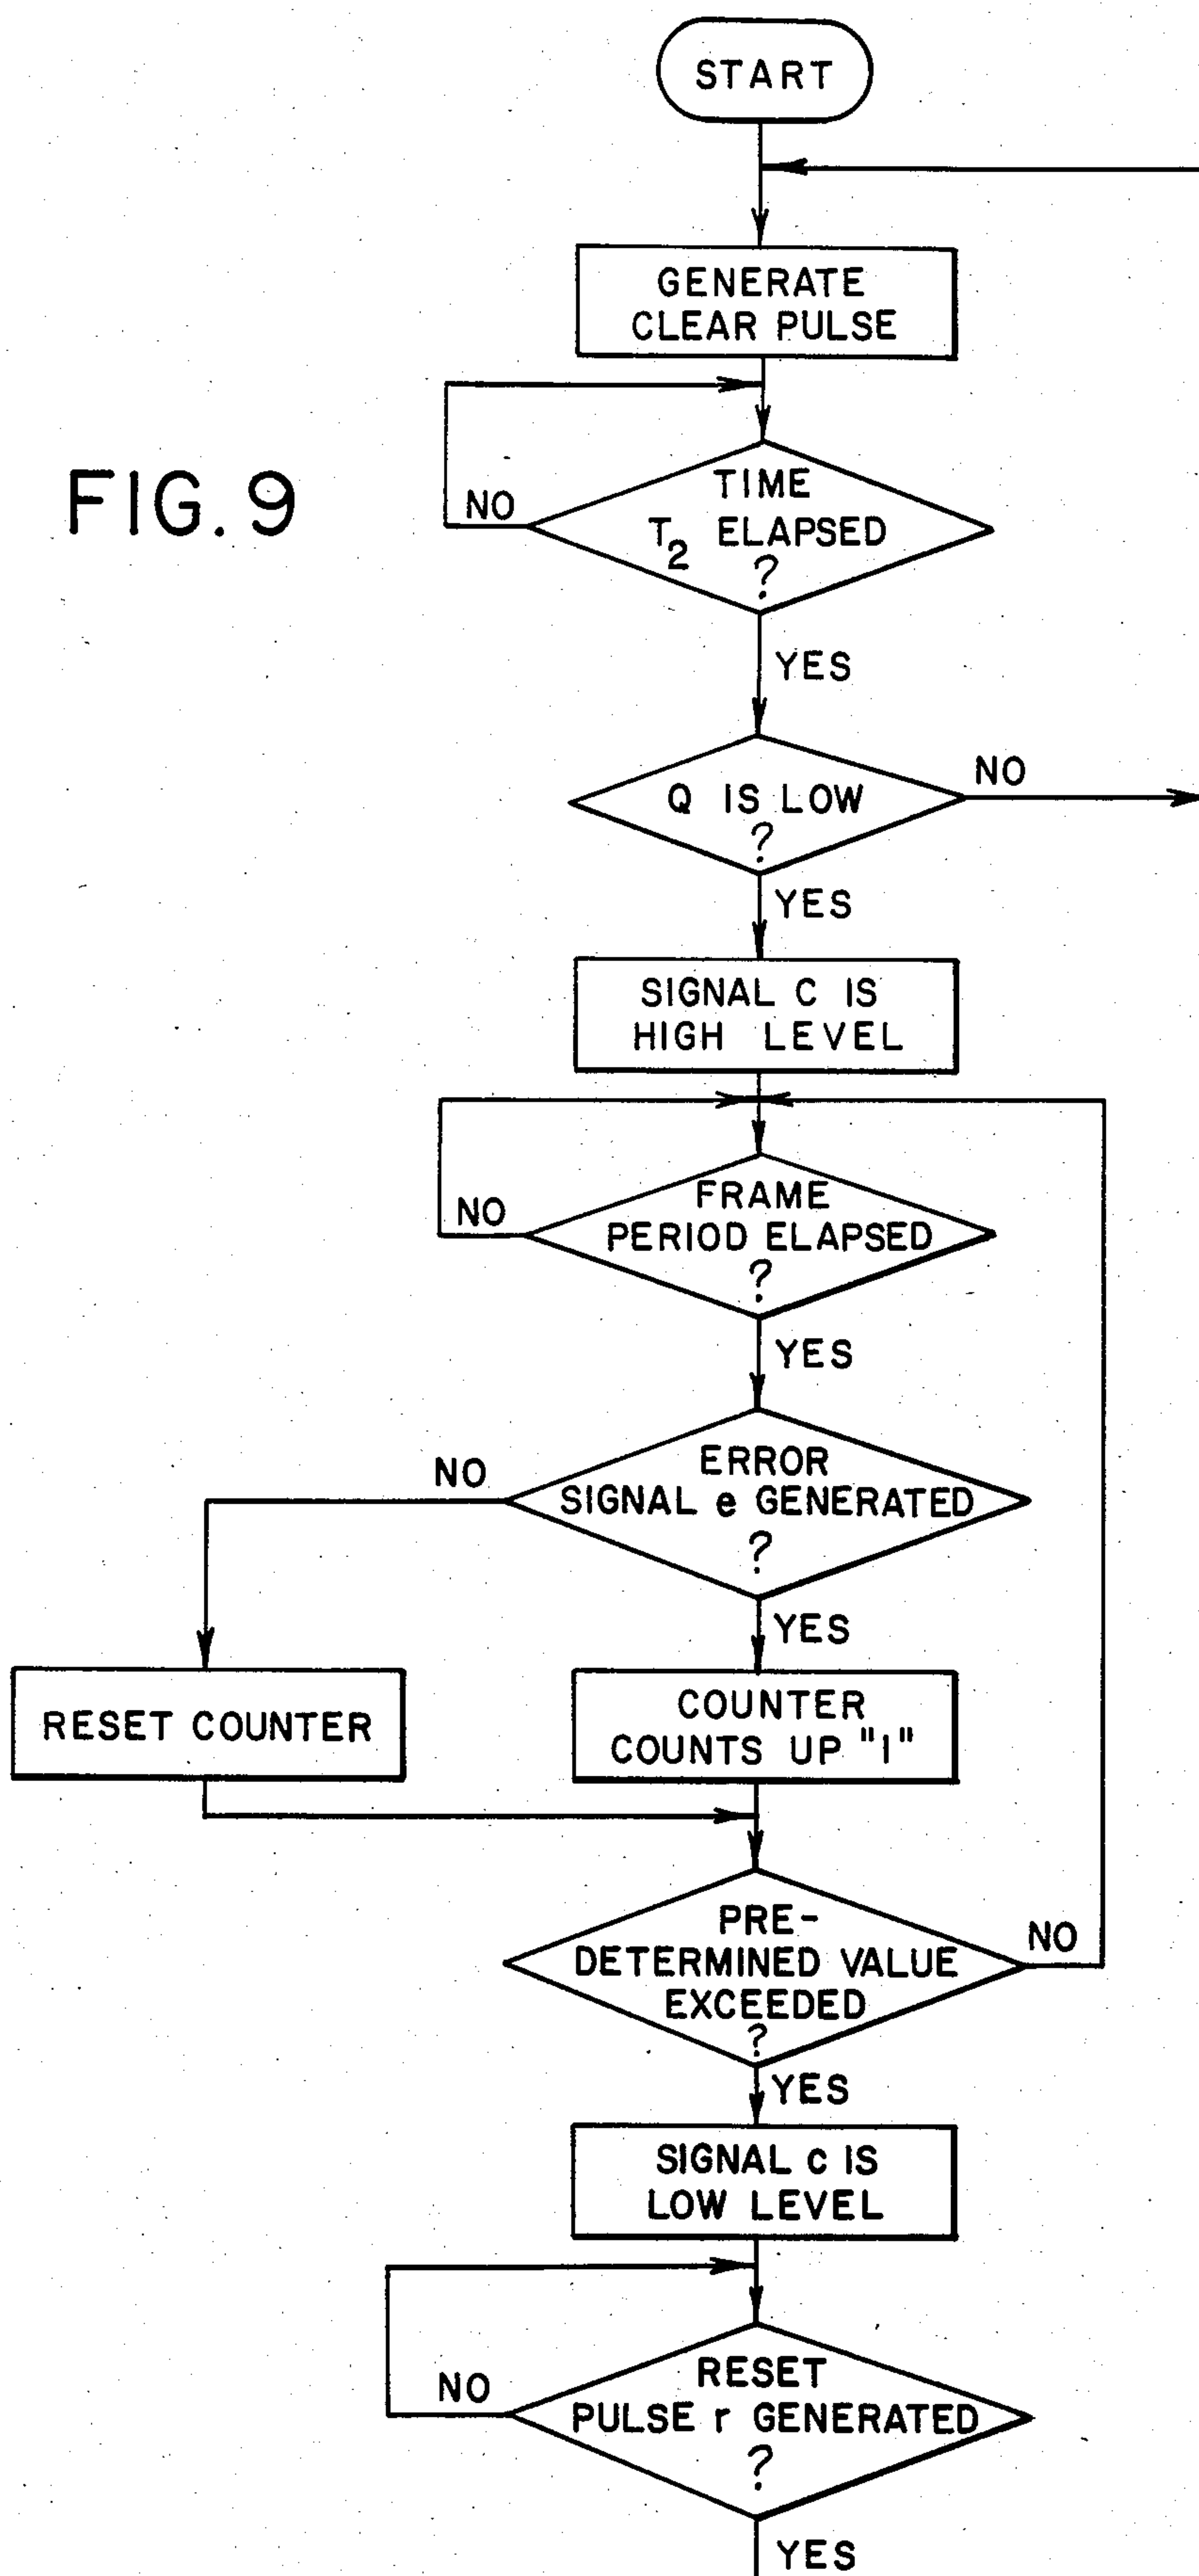 START
GENERATE
CLEAR PULSE
FIG. 9
TIME
T2 ELAPSED
?
NO
YES
Q IS LOW
?
NO
YES
SIGNAL C IS
HIGH LEVEL
FRAME
PERIOD ELAPSED
?
NO
YES
ERROR
SIGNAL e GENERATED
?
NO
YES
RESET COUNTER
COUNTER
COUNTS UP "1"
PRE-
DETERMINED VALUE
EXCEEDED
?
NO
YES
SIGNAL c IS
LOW LEVEL
RESET
PULSE r GENERATED
?
NO
YES